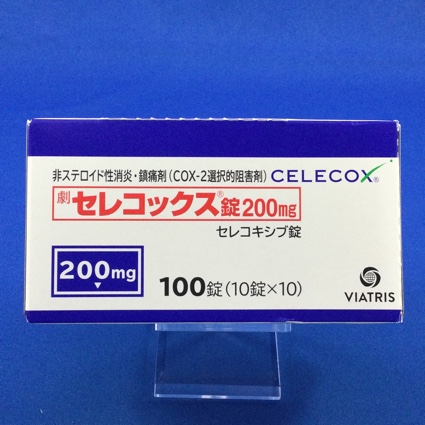 非ステロイド性消炎・鎮痛剤（COX-2選択的阻害剤） CELECOX®
劇 セレコックス®錠200mg
セレコキシブ錠
200mg
100錠（10錠×10）
VIATRIS